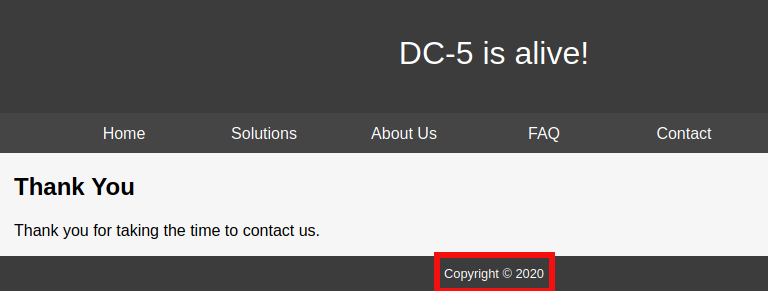 DC-5 is alive!
Home Solutions About Us FAQ Contact
Thank You
Thank you for taking the time to contact us.
Copyright © 2020